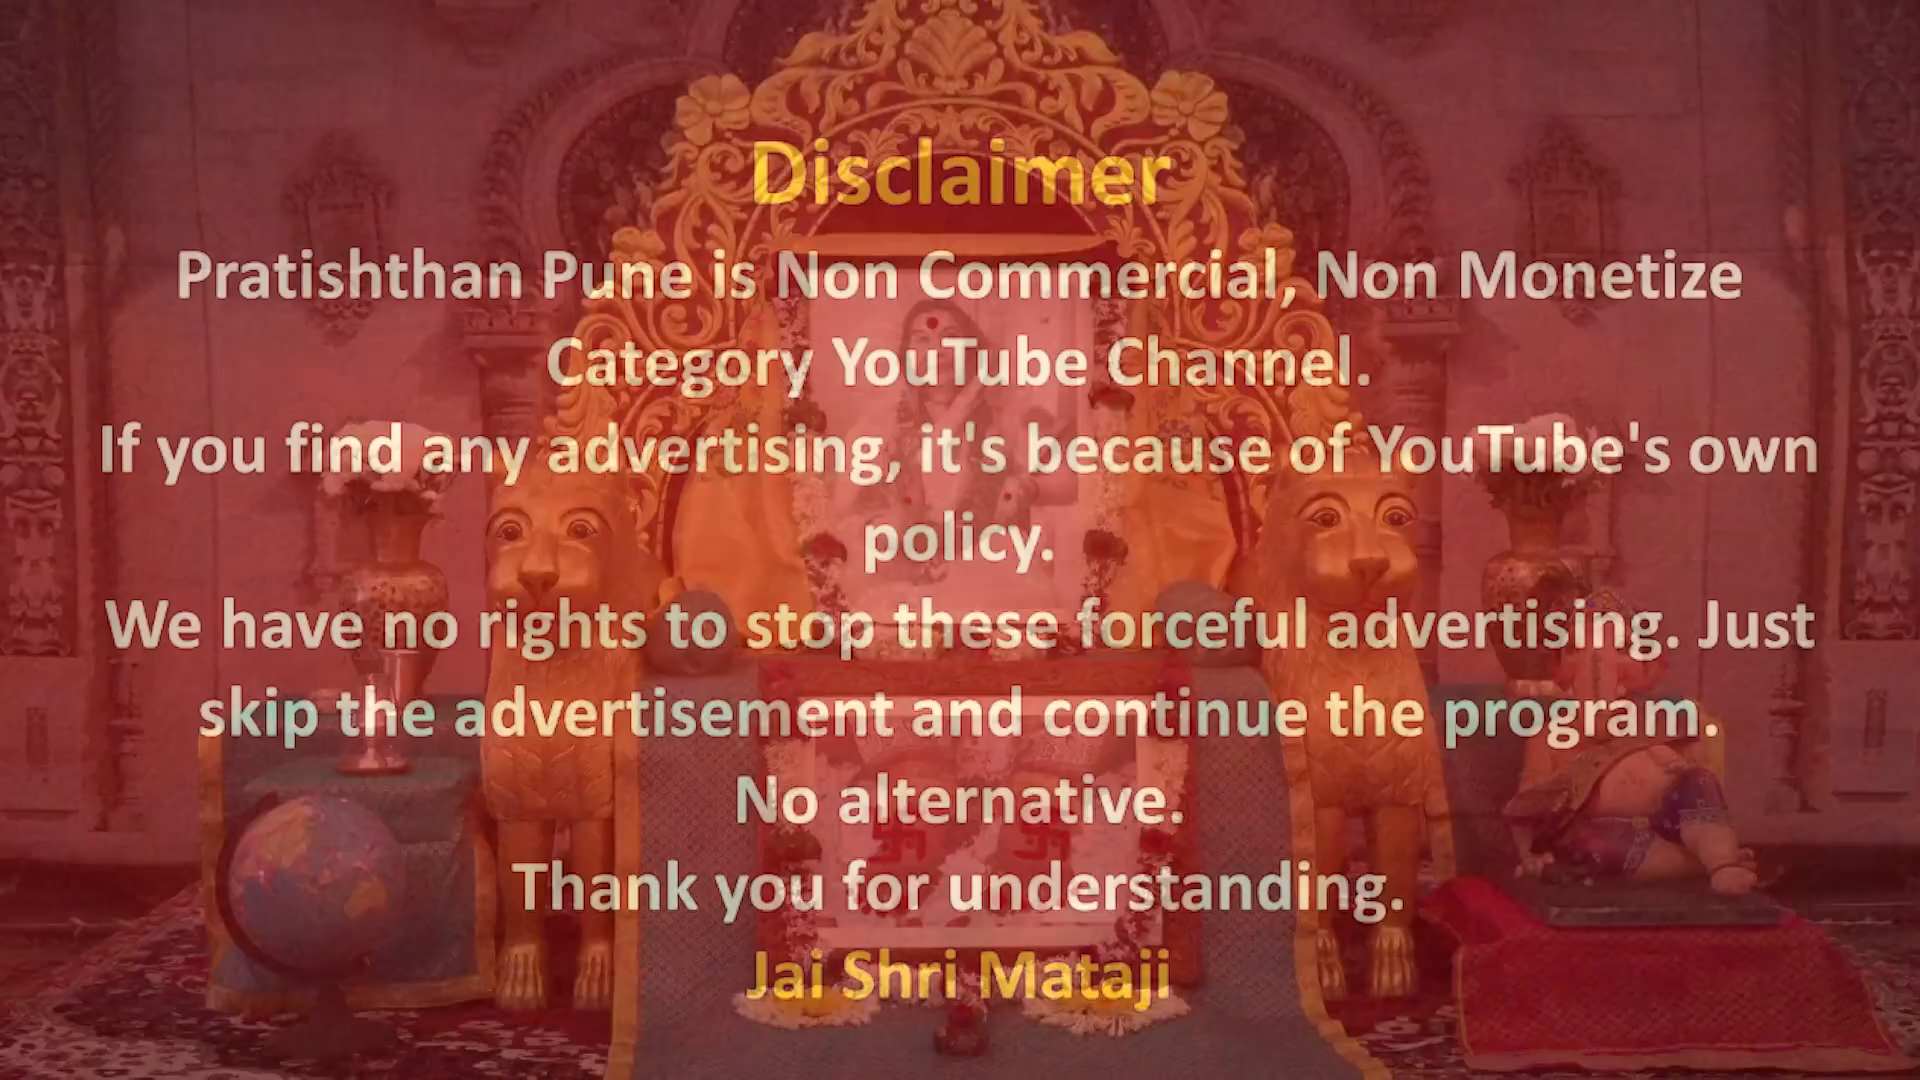 Disclaimer
Pratishthan Pune is Non Commercial, Non Monetize
Category YouTube Channel.
If you find any advertising, it's because of YouTube's own
policy.
We have no rights to stop these forceful advertising. Just
skip the advertisement and continue the program.
No alternative.
Thank you for understanding.
Jai Shri Mataji